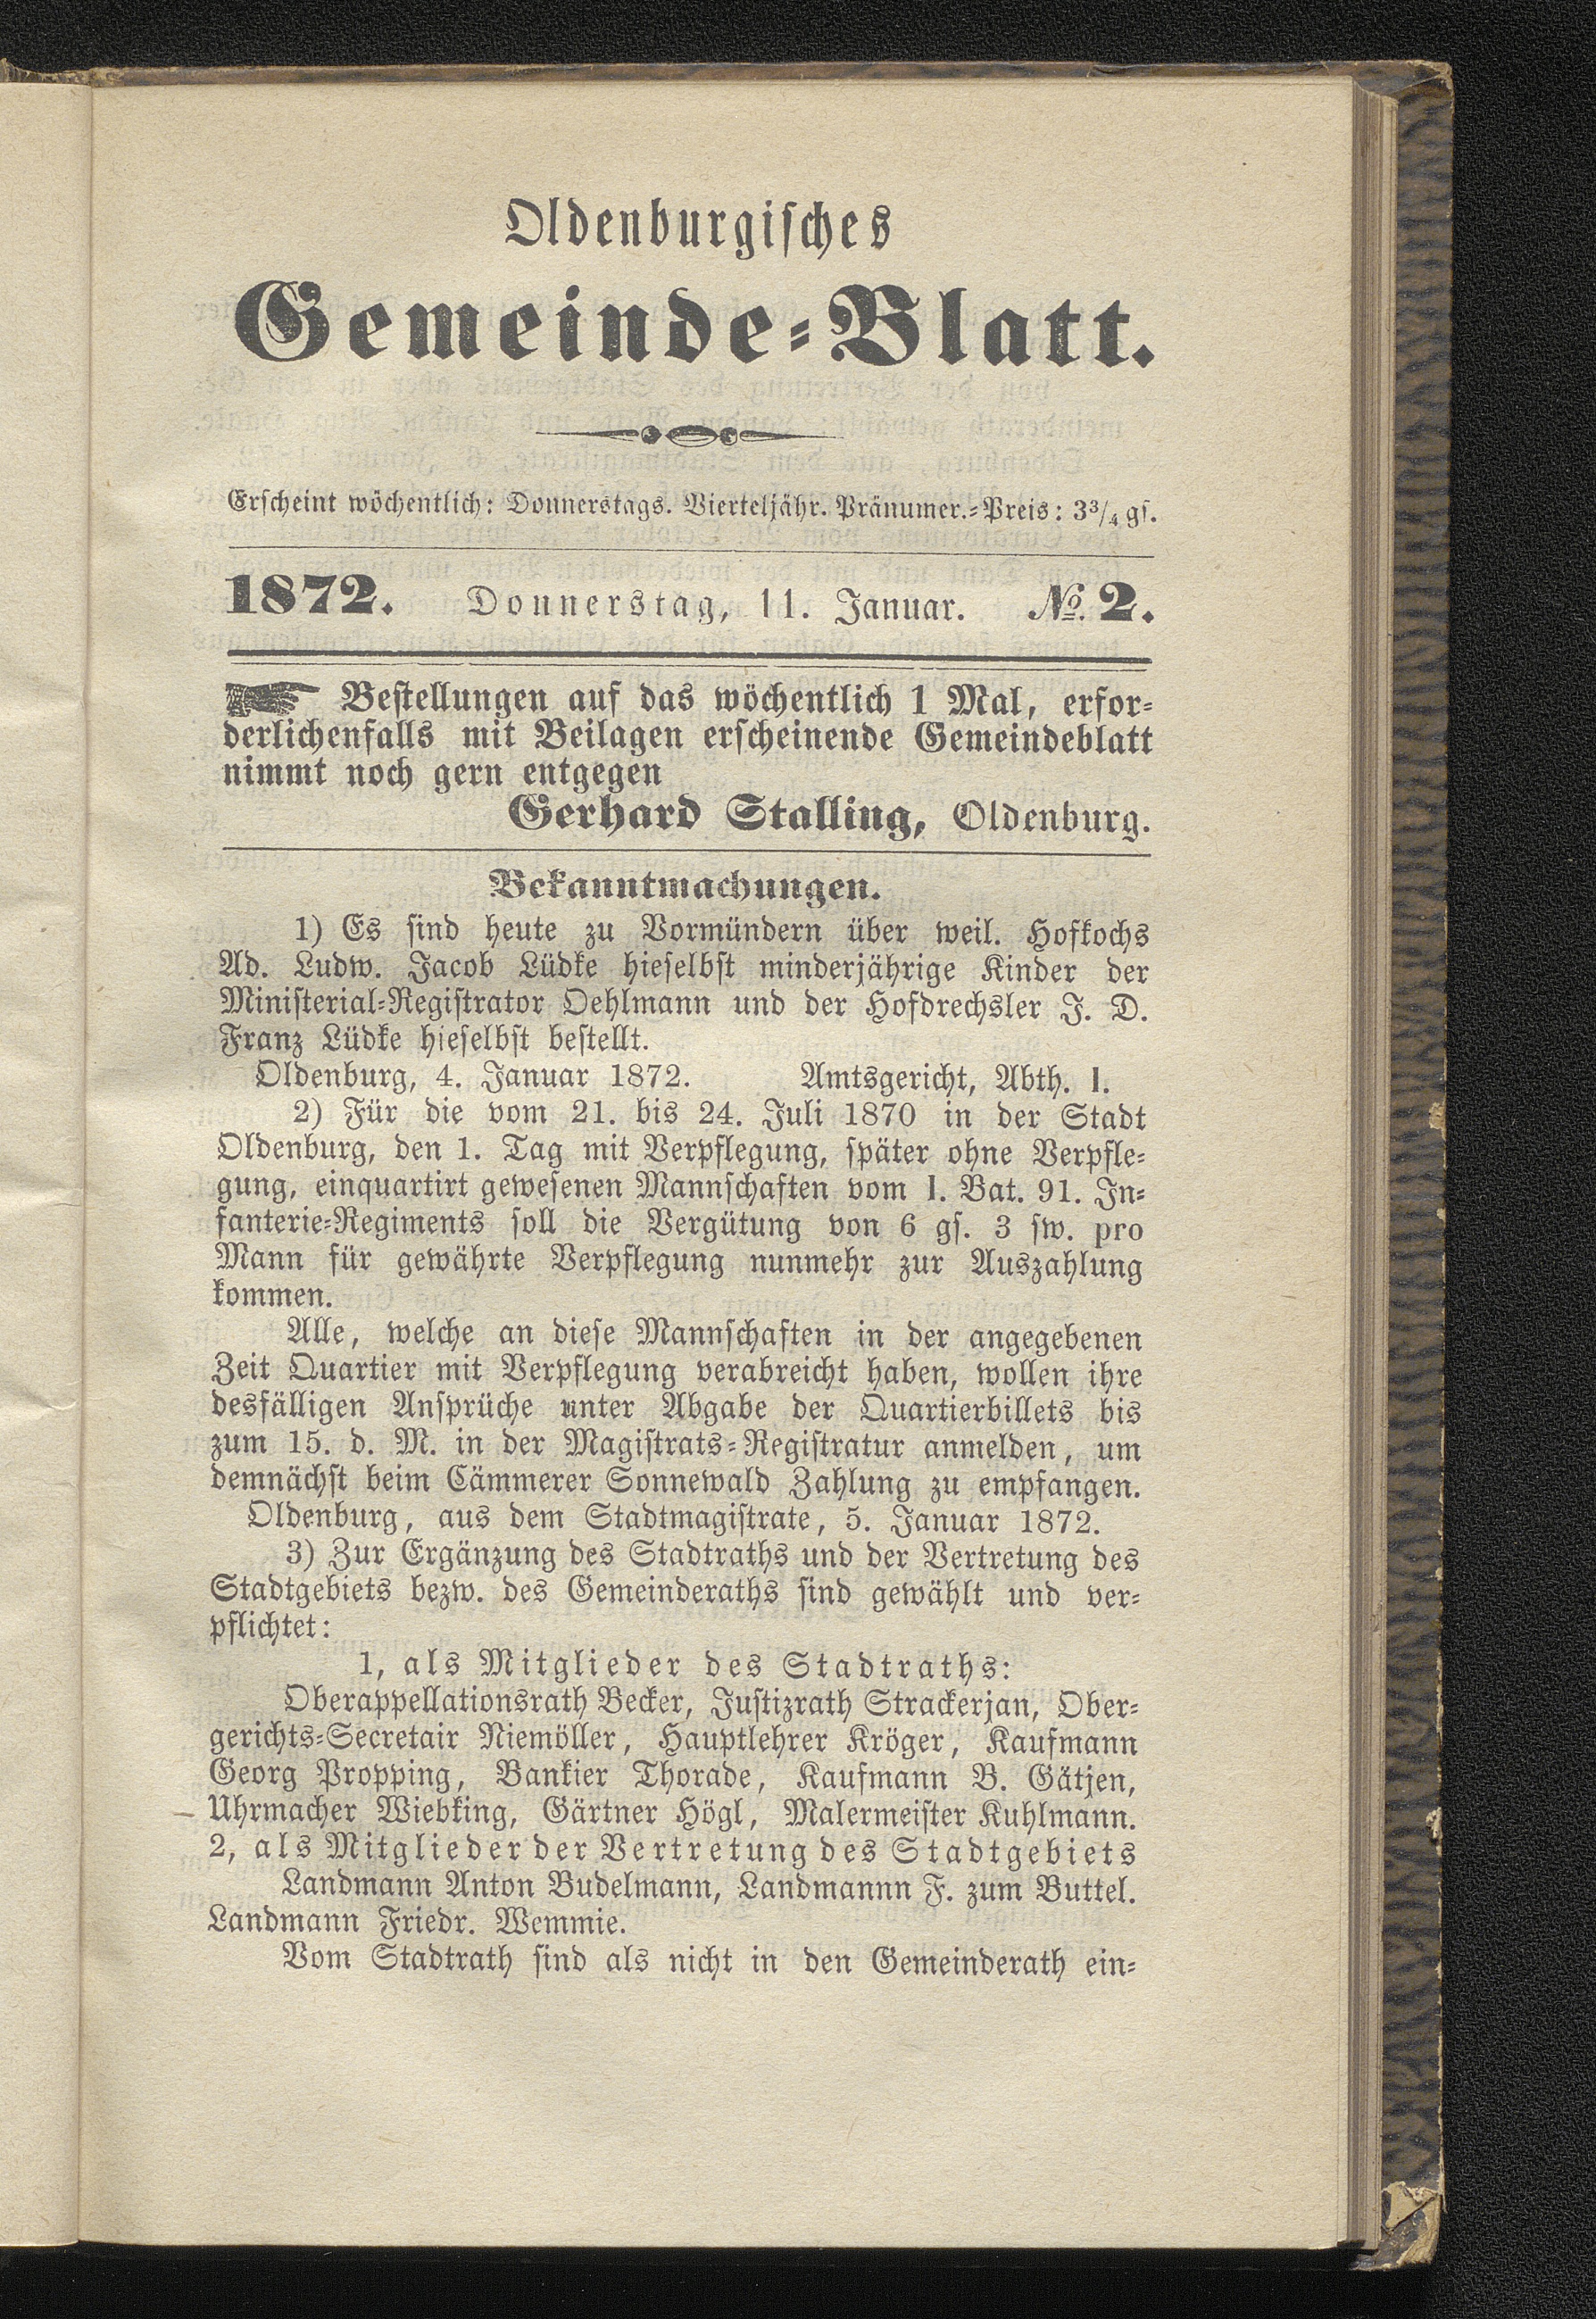 Oldenburgisches
Gemeinde-Blatt.
Erscheint wöchentlich: Donnerstags. Vierteljähr. Pränumer.-Preis: 3¾ gs.
1872. Donnerstag, 11. Januar. No. 2.
Bestellungen auf das wöchentlich 1 Mal, erfor-
derlichenfalls mit Beilagen erscheinende Gemeindeblatt
nimmt noch gern entgegen
Gerhard Stalling, Oldenburg.
Bekanntmachungen.
1) Es sind heute zu Vormündern über weil. Hofkochs
Ad. Ludw. Jacob Lüdke hieselbst minderjährige Kinder der
Ministerial-Registrator Oehlmann und der Hofdrechsler J. D.
Franz Lüdke hieselbst bestellt.
Oldenburg, 4. Januar 1872. Amtsgericht, Abth. I.
2) Für die vom 21. bis 24. Juli 1870 in der Stadt
Oldenburg, den 1. Tag mit Verpflegung, später ohne Verpfle-
gung, einquartirt gewesenen Mannschaften vom I. Bat. 91. In-
fanterie-Regiments soll die Vergütung von 6 gs. 3 sw. pro
Mann für gewährte Verpflegung nunmehr zur Auszahlung
kommen.
Alle, welche an diese Mannschaften in der angegebenen
Zeit Quartier mit Verpflegung verabreicht haben, wollen ihre
desfälligen Ansprüche unter Abgabe der Quartierbillets bis
zum 15. d. M. in der Magistrats-Registratur anmelden, um
demnächst beim Cämmerer Sonnewald Zahlung zu empfangen.
Oldenburg, aus dem Stadtmagistrate, 5. Januar 1872.
3) Zur Ergänzung des Stadtraths und der Vertretung des
Stadtgebiets bezw. des Gemeinderaths sind gewählt und ver-
pflichtet:
1, als Mitglieder des Stadtraths:
Oberappellationsrath Becker, Justizrath Strackerjan, Ober-
gerichts-Secretair Niemöller, Hauptlehrer Kröger, Kaufmann
Georg Propping, Bankier Thorade, Kaufmann B. Gätjen,
Uhrmacher Wiebking, Gärtner Högl, Malermeister Kuhlmann.
2, als Mitglieder der Vertretung des Stadtgebiets
Landmann Anton Budelmann, Landmannn F. zum Buttel.
Landmann Friedr. Wemmie.
Vom Stadtrath sind als nicht in den Gemeinderath ein-